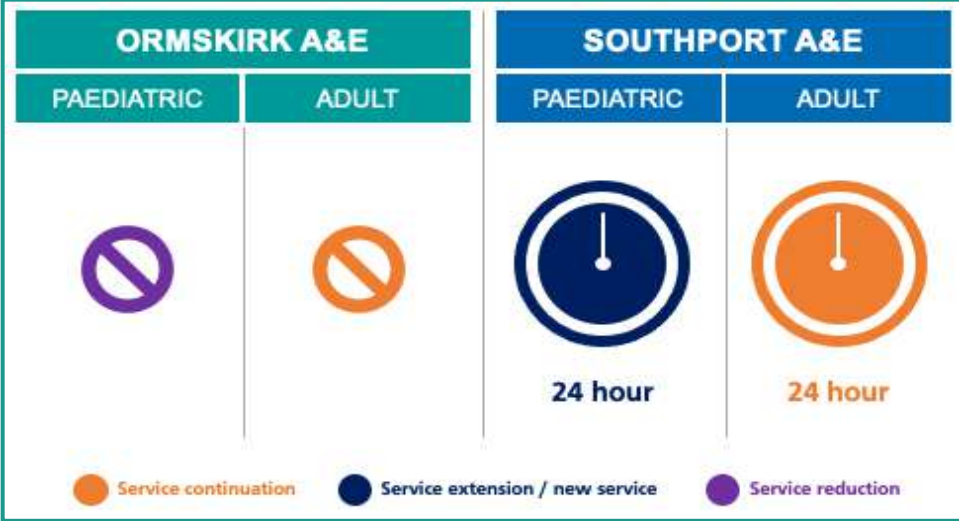 ORMSKIRK A&E
SOUTHPORT A&E
PAEDIATRIC
ADULT
PAEDIATRIC
ADULT
24 hour
24 hour
Service continuation
Service extension / new service
Service reduction